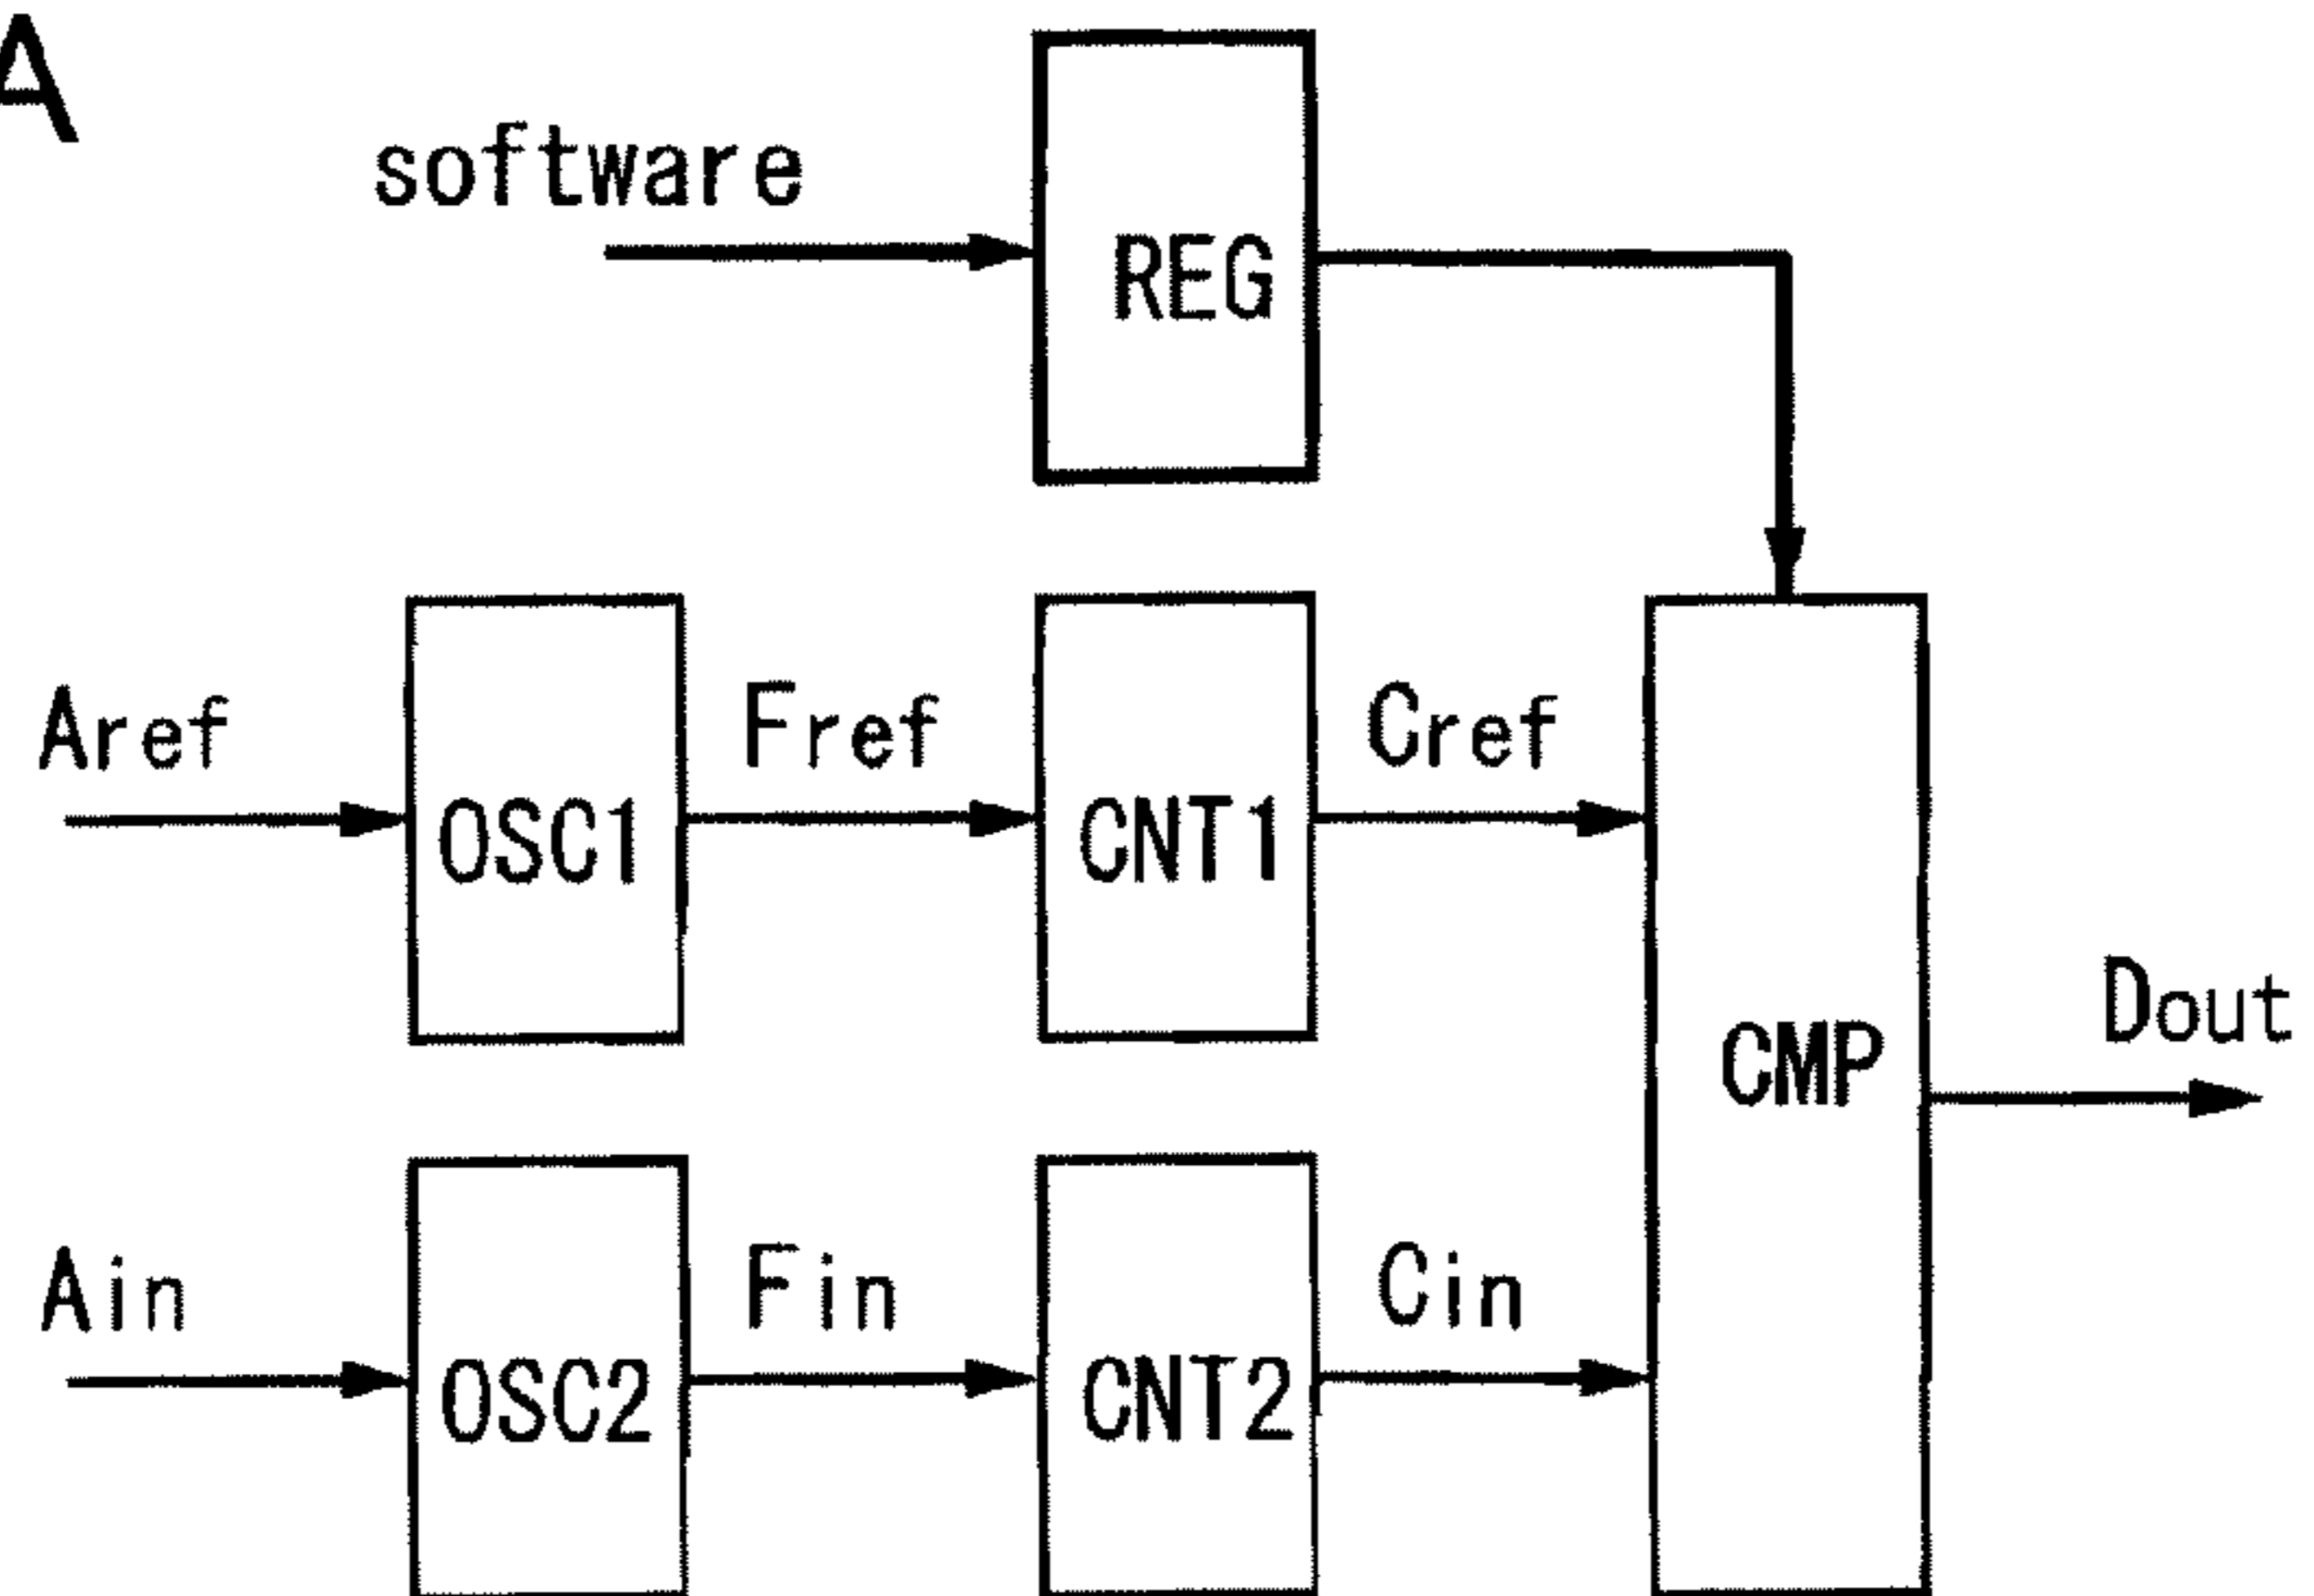 A
software
REG
Aref
OSC1
Fref
CNT1
Cref
CMP
Dout
Ain
OSC2
Fin
CNT2
Cin